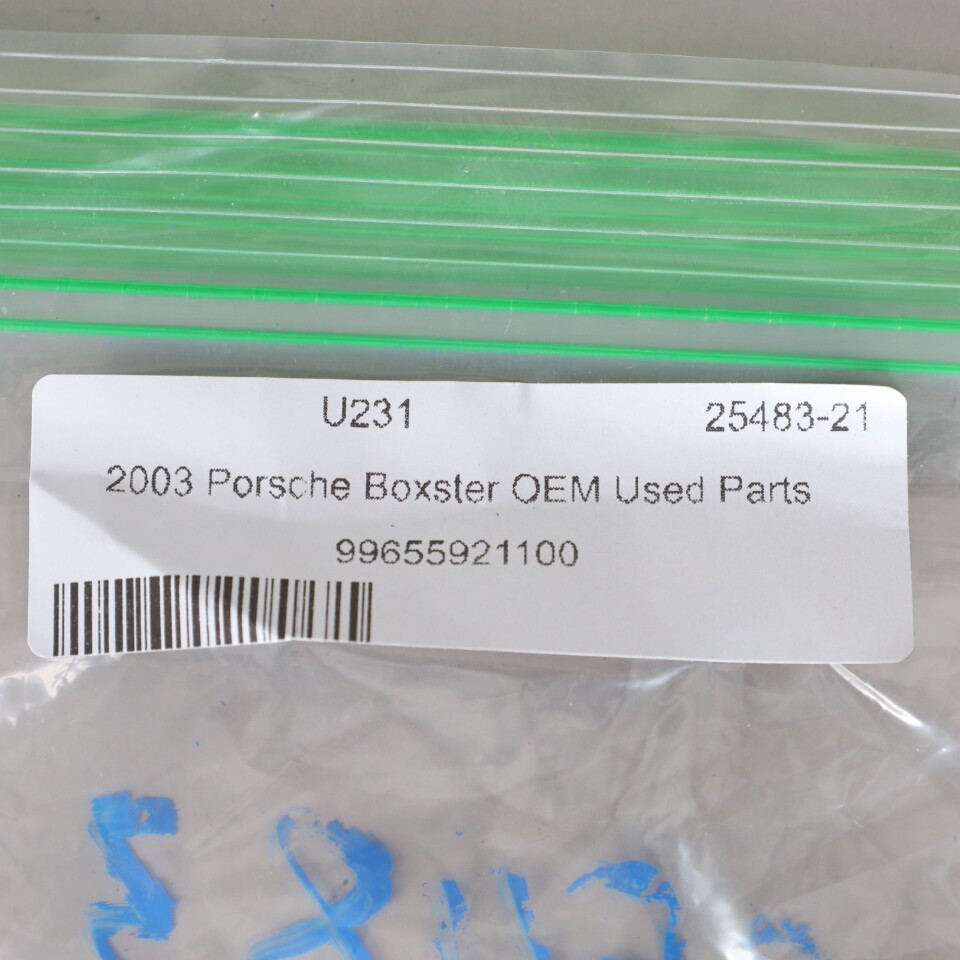 U231 25483-21
2003 Porsche Boxster OEM Used Parts
99655921100